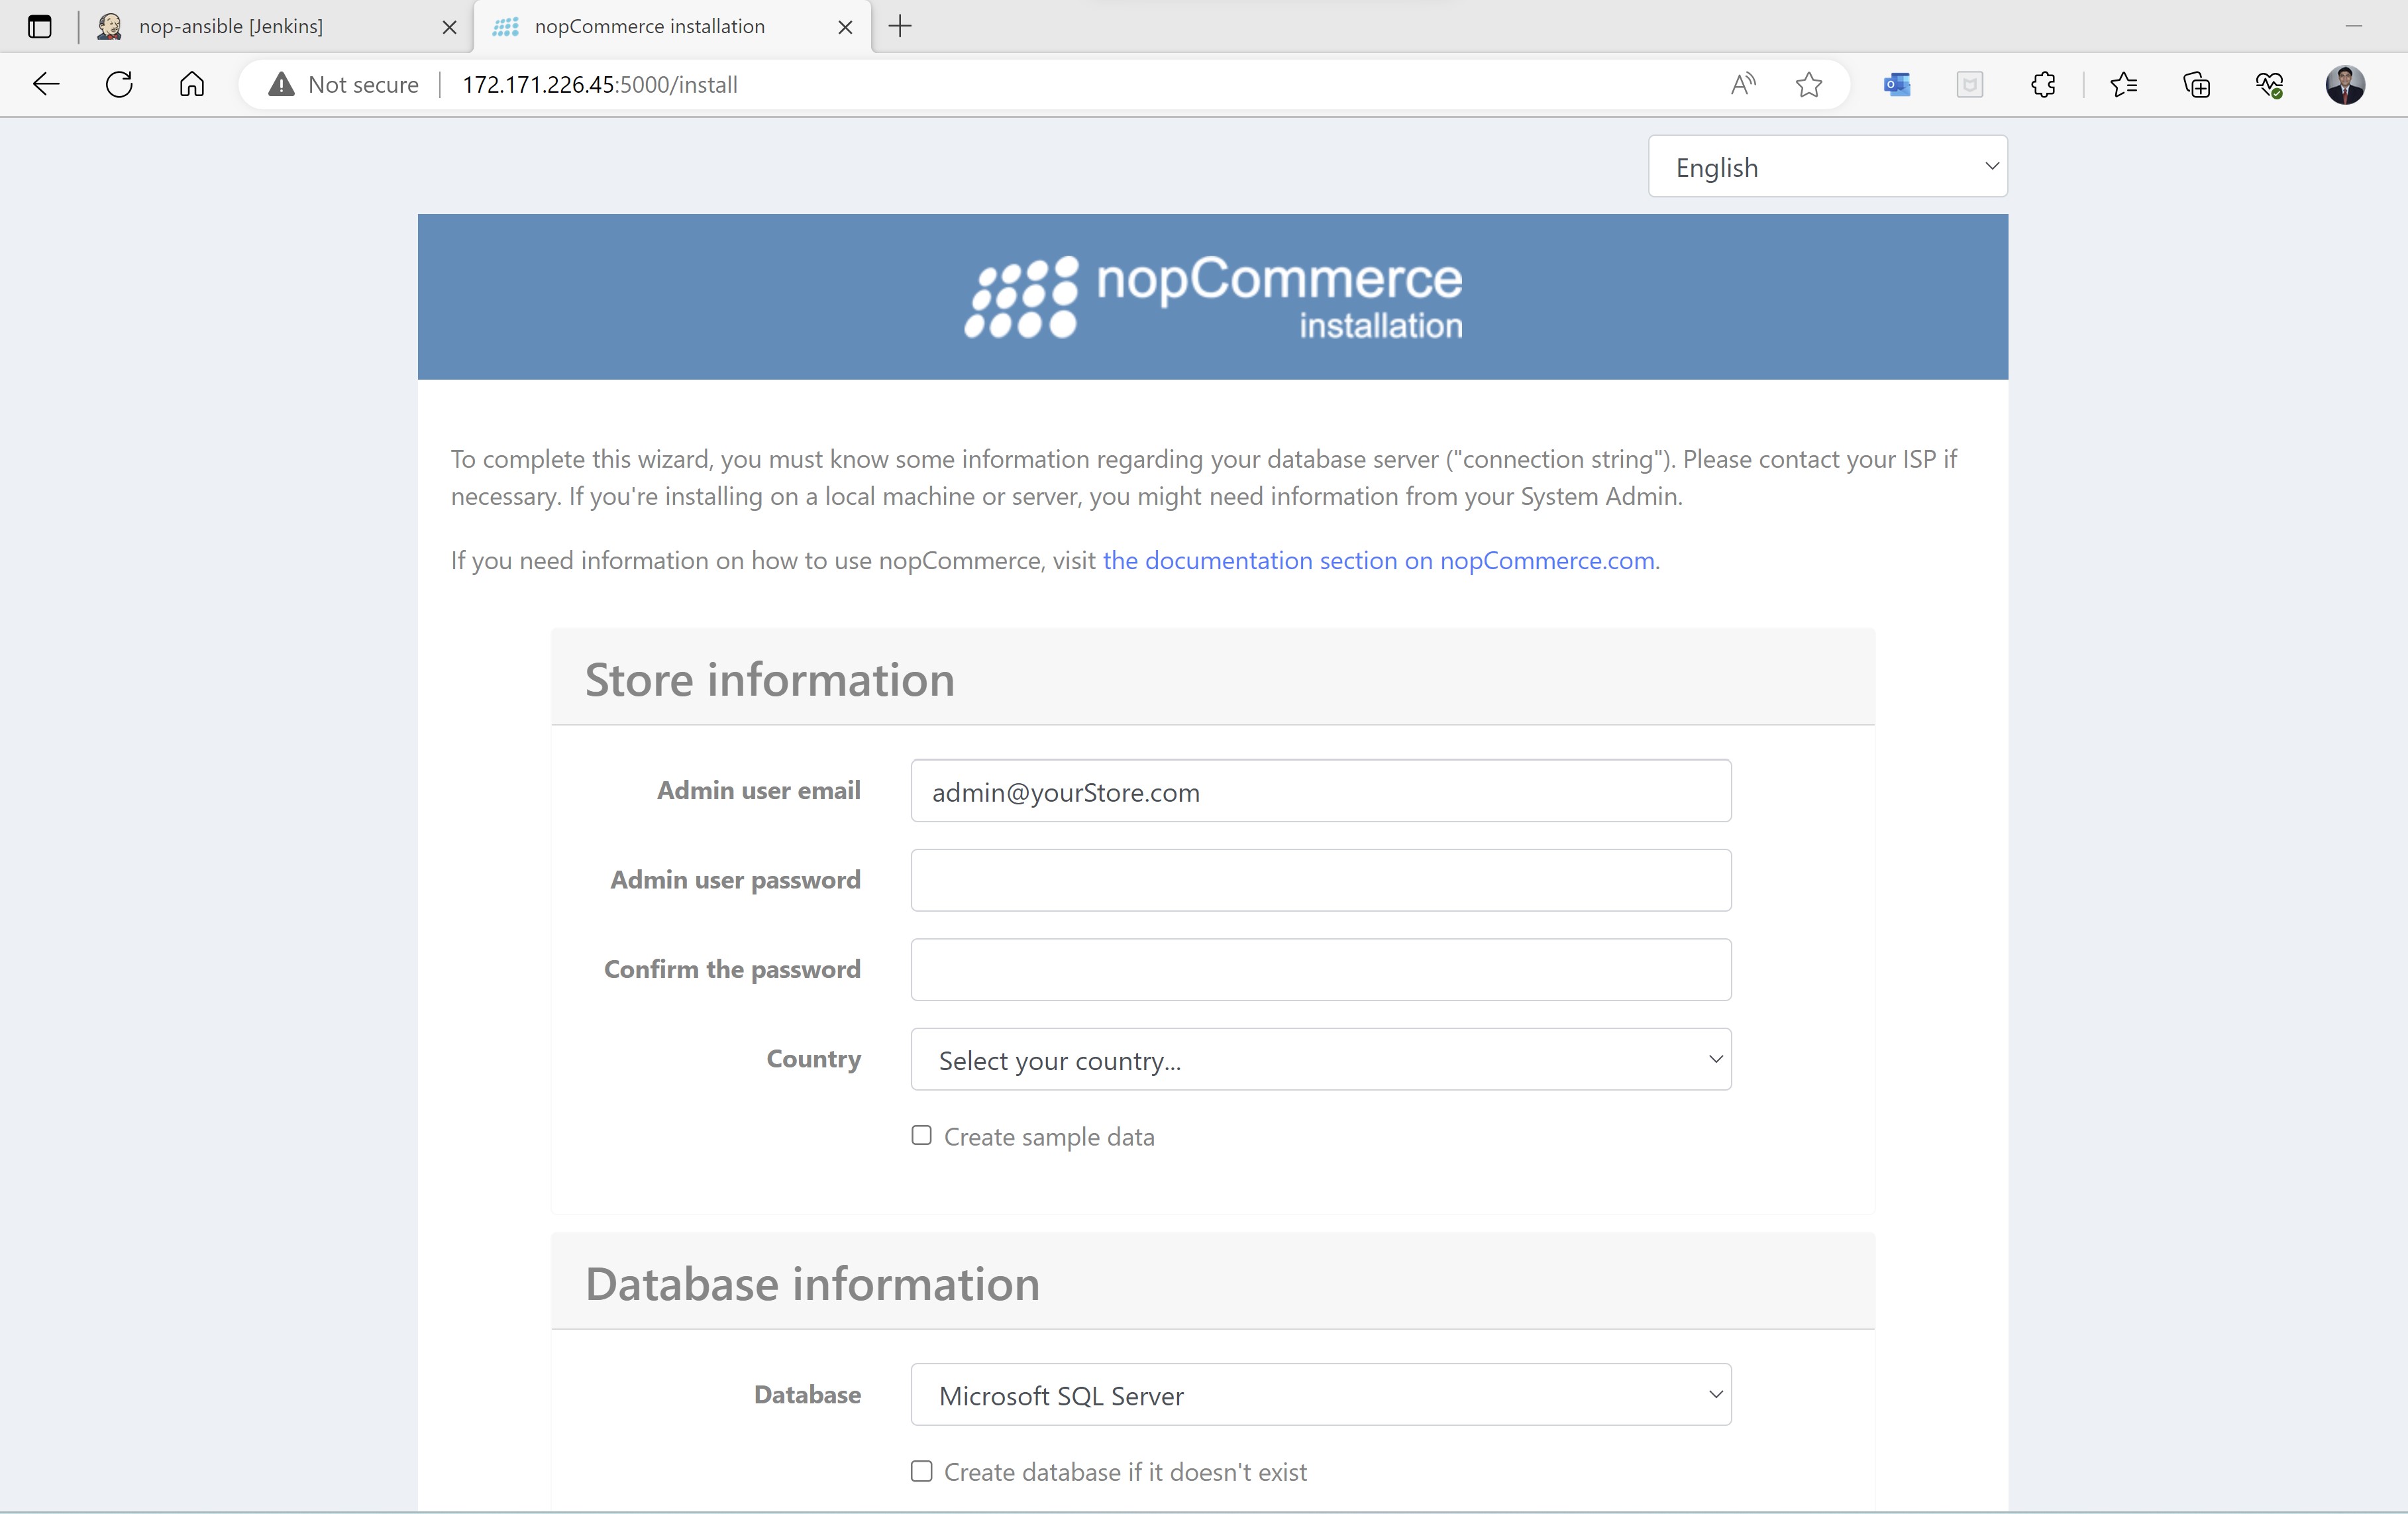 nop-ansible [Jenkins]
nopCommerce installation
Not secure
172.171.226.45:5000/install
English
nopCommerce
installation
To complete this wizard, you must know some information regarding your database server ("connection string"). Please contact your ISP if
necessary. If you're installing on a local machine or server, you might need information from your System Admin.
If you need information on how to use nopCommerce, visit the documentation section on nopCommerce.com.
Store information
Admin user email
admin@yourStore.com
Admin user password
Confirm the password
Country
Select your country...
Create sample data
Database information
Database
Microsoft SQL Server
Create database if it doesn't exist